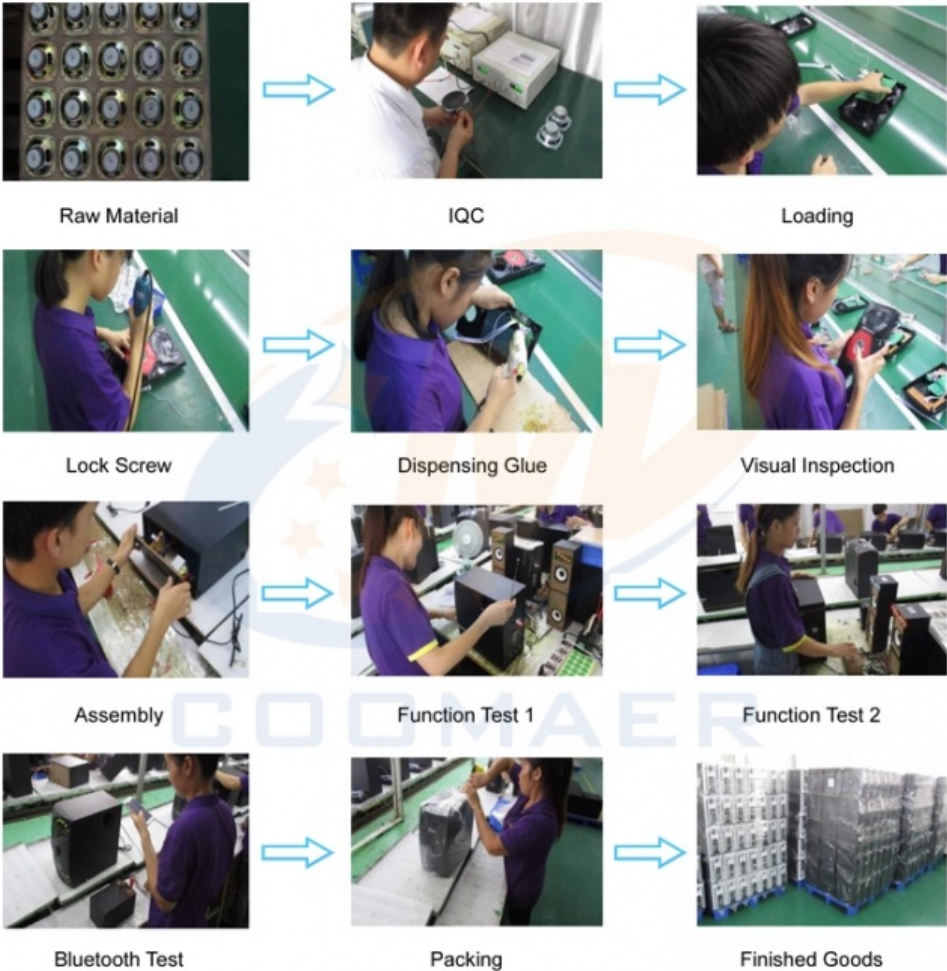 Raw Material
IQC
Loading
Lock Screw
Dispensing Glue
Visual Inspection
Assembly
Function Test 1
Function Test 2
COOMAER
Bluetooth Test
Packing
Finished Goods